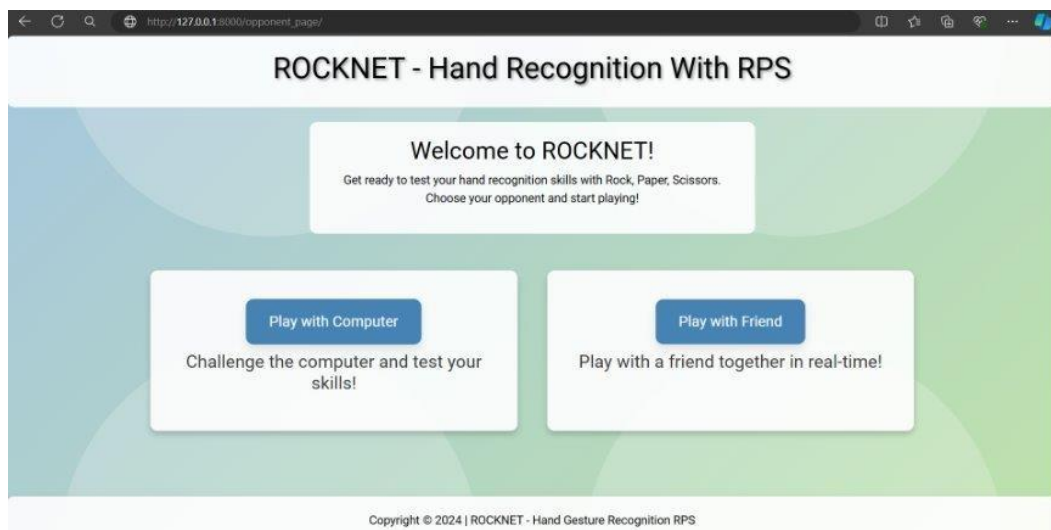 http://127.0.0.1:8000/opponent_page/
ROCKNET - Hand Recognition With RPS
Welcome to ROCKNET!
Get ready to test your hand recognition skills with Rock, Paper, Scissors.
Choose your opponent and start playing!
Play with Computer
Challenge the computer and test your
skills!
Play with Friend
Play with a friend together in real-time!
Copyright © 2024 | ROCKNET - Hand Gesture Recognition RPS